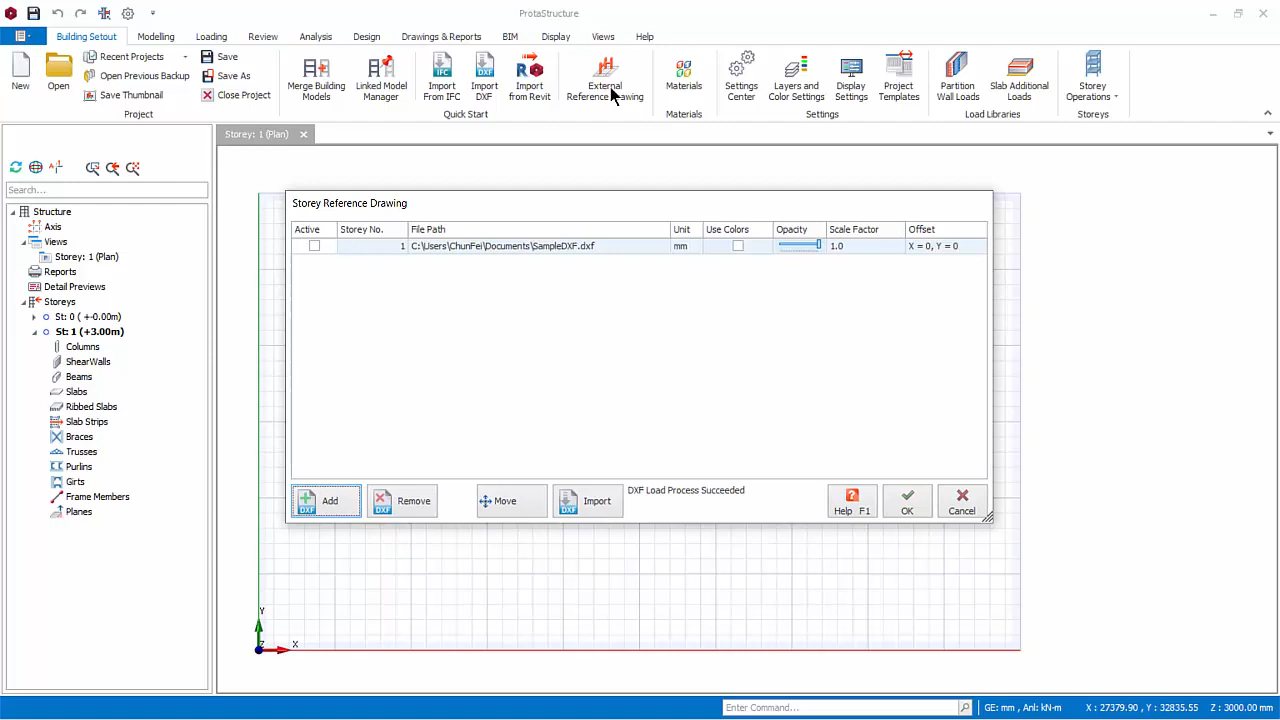 ProtaStructure
Building Setout Modelling Loading Review Analysis Design Drawings & Reports BIM Display Views Help
New
Open
Recent Projects
Open Previous Backup
Save Thumbnail
Save
Save As
Close Project
Project
Merge Building
Models
Linked Model
Manager
Import
From IFC
Import
DXF
Import
from Revit
External
Reference Drawing
Quick Start
Materials
Materials
Settings
Center
Layers and
Color Settings
Display
Settings
Project
Templates
Settings
Partition
Wall Loads
Slab Additional
Loads
Load Libraries
Storey
Operations
Storeys
Storey: 1 (Plan)
Search...
Structure
Axis
Views
Storey: 1 (Plan)
Reports
Detail Previews
Storeys
St: 0 ( +-0.00m)
St: 1 (+3.00m)
Columns
ShearWalls
Beams
Slabs
Ribbed Slabs
Slab Strips
Braces
Trusses
Purlins
Girts
Frame Members
Planes
Storey Reference Drawing
Active Storey No. File Path Unit Use Colors Opacity Scale Factor Offset
1 C:\Users\ChunFei\Documents\SampleDXF.dxf mm 1.0 X = 0, Y = 0
Add
Remove
Move
Import
DXF Load Process Succeeded
Help F1
OK
Cancel
Y
Z
X
Enter Command...
GE: mm , Anl: kN-m X : 27379.90 , Y : 32835.55 Z : 3000.00 mm